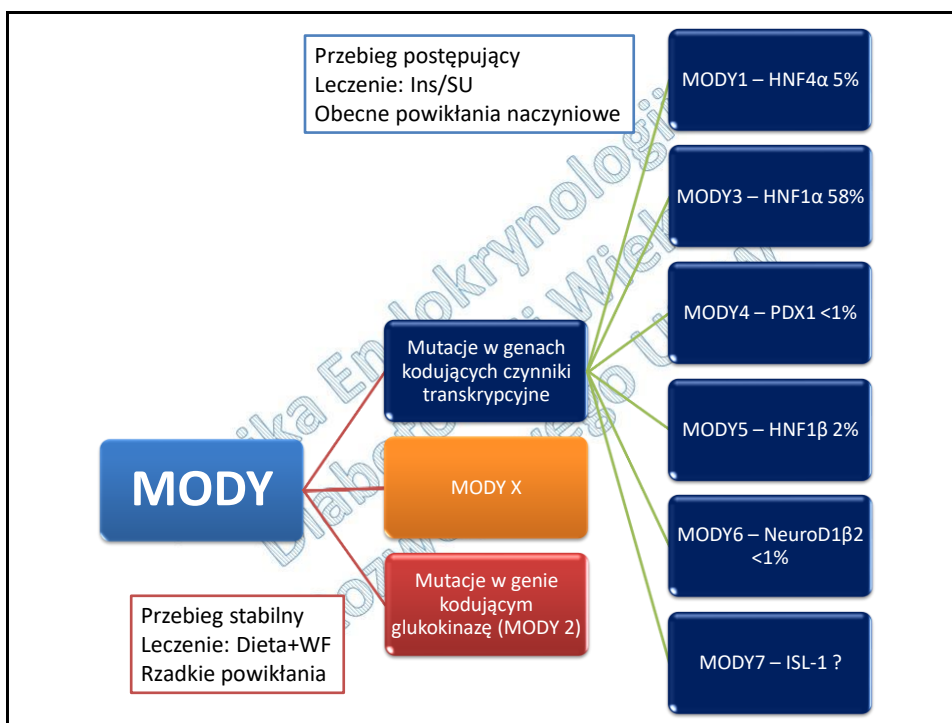 Przebieg postępujący
Leczenie: Ins/SU
Obecne powikłania naczyniowe
MODY1 – HNF4α 5%
MODY3 – HNF1α 58%
MODY4 – PDX1 <1%
MODY5 – HNF1β 2%
MODY6 – NeuroD1β2
<1%
MODY7 – ISL-1 ?
Mutacje w genach
kodujących czynniki
transkrypcyjne
MODY
MODY X
Mutacje w genie
kodującym
glukokinazę (MODY 2)
Przebieg stabilny
Leczenie: Dieta+WF
Rzadkie powikłania